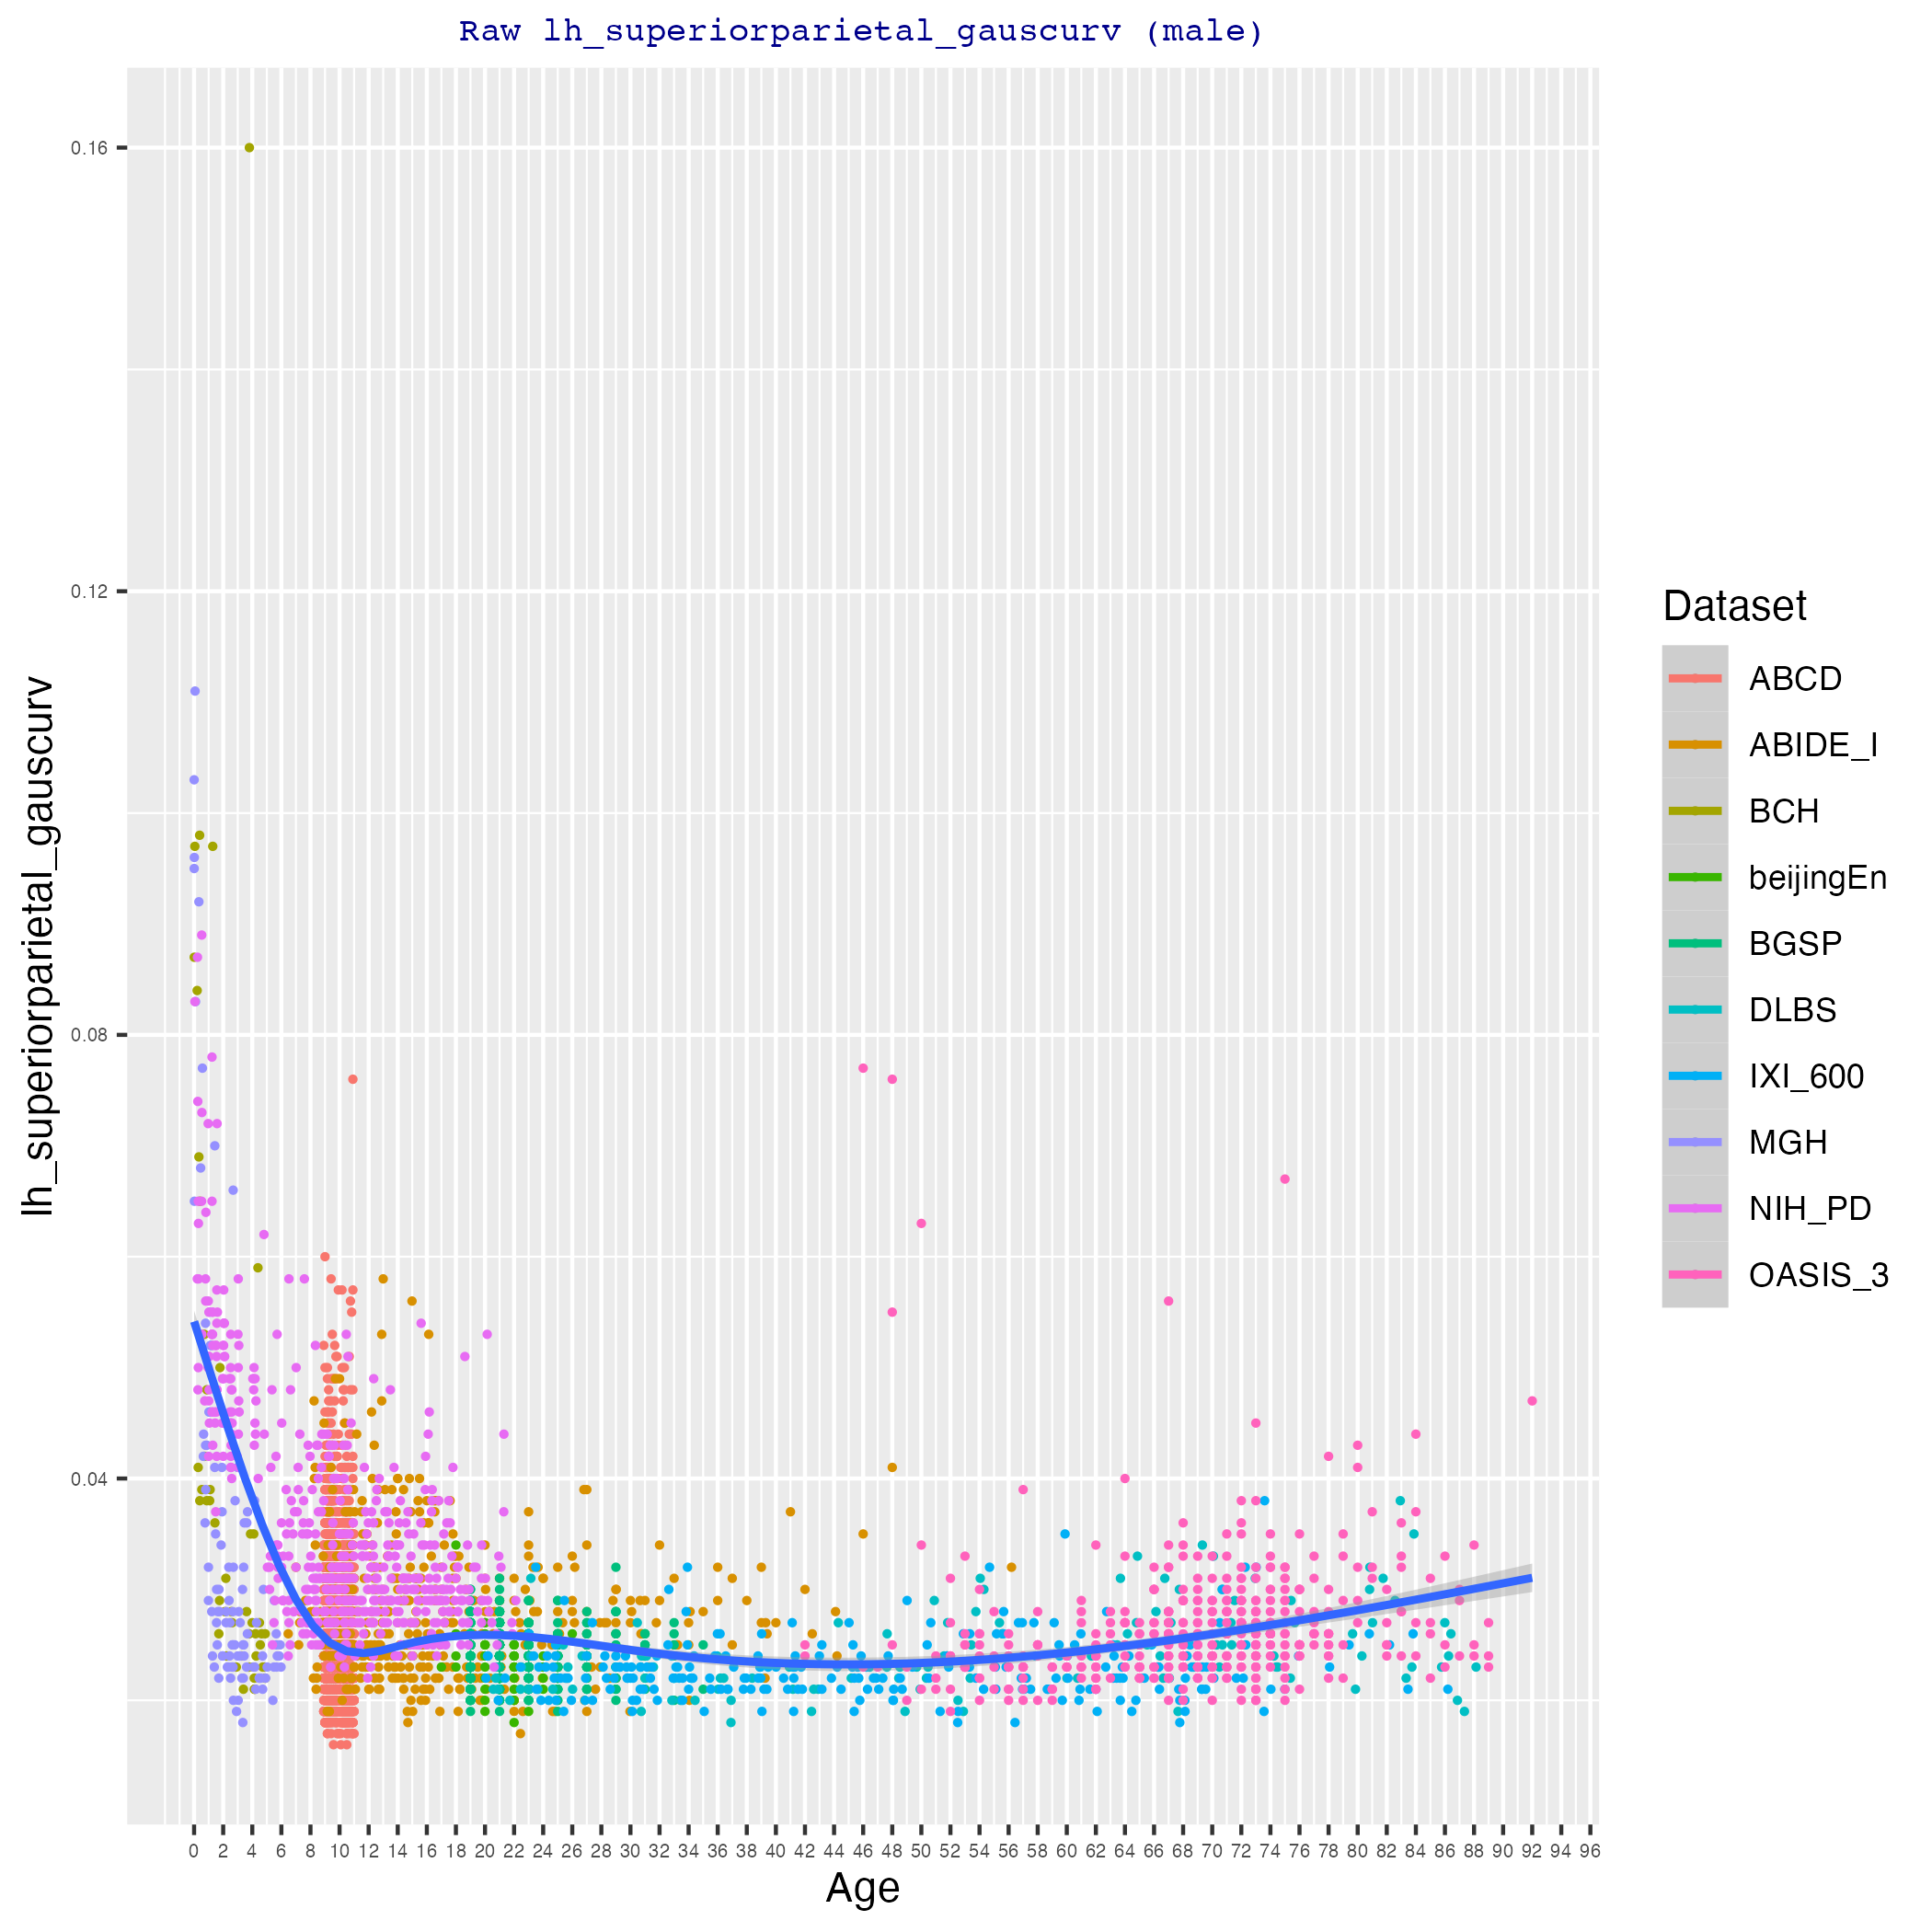 Raw lh_superiorparietal_gauscurv (male)
0.16
0.12
0.08
0.04
lh_superiorparietal_gauscurv
0 2 4 6 8 10 12 14 16 18 20 22 24 26 28 30 32 34 36 38 40 42 44 46 48 50 52 54 56 58 60 62 64 66 68 70 72 74 76 78 80 82 84 86 88 90 92 94 96
Age
Dataset
ABCD
ABIDE_I
BCH
beijingEn
BGSP
DLBS
IXI_600
MGH
NIH_PD
OASIS_3